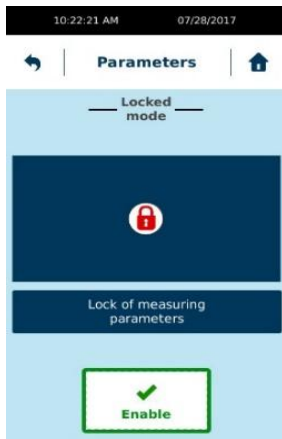 10:22:21 AM 07/28/2017
Parameters
Locked
mode
Lock of measuring
parameters
Enable